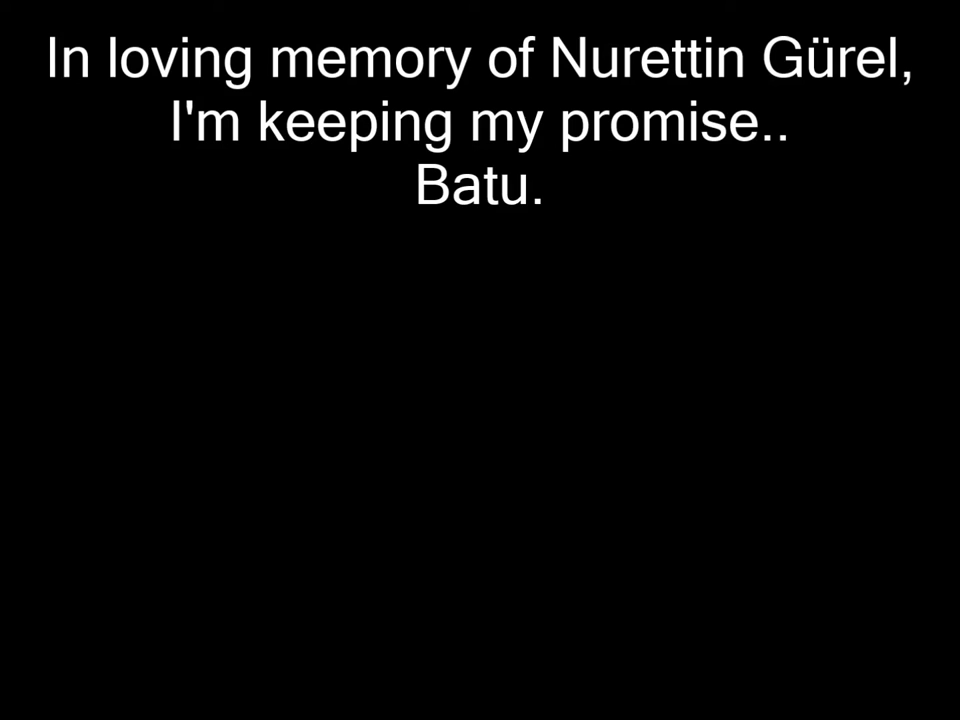 In loving memory of Nurettin Gürel,
I'm keeping my promise..
Batu.